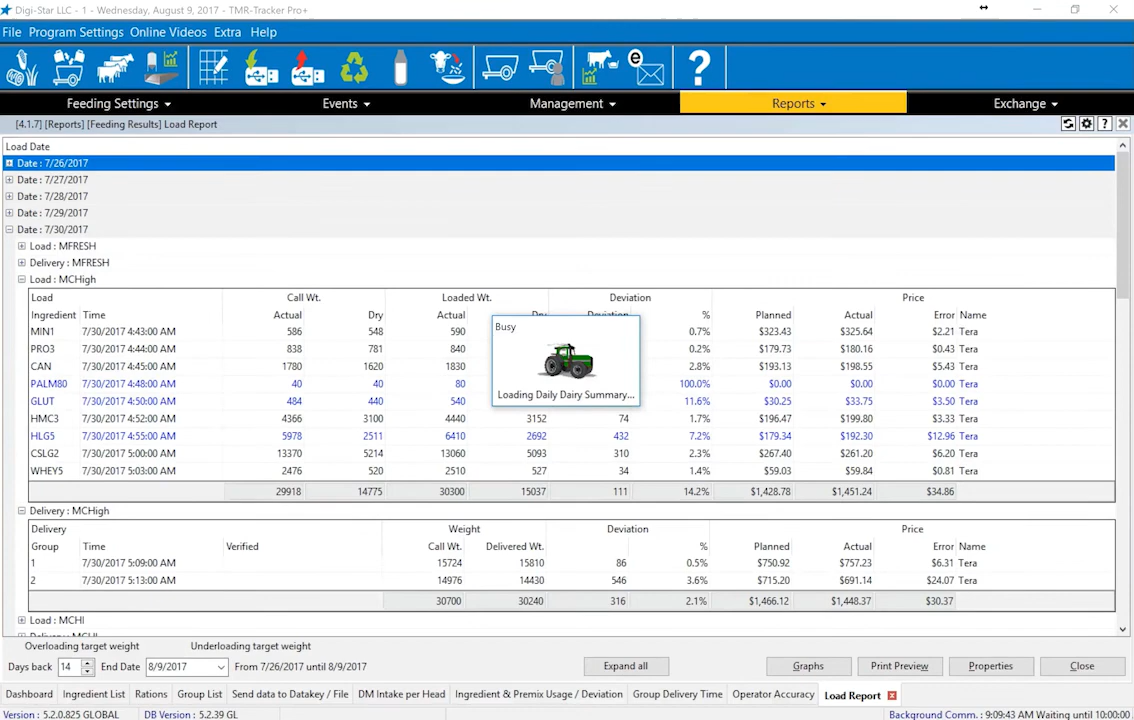 Digi-Star LLC - 1 - Wednesday, August 9, 2017 - TMR-Tracker Pro+
File Program Settings Online Videos Extra Help
e ?
Feeding Settings Events Management Reports Exchange
[4.1.7] [Reports] [Feeding Results] Load Report ?
Load Date
Date : 7/26/2017
Date : 7/27/2017
Date : 7/28/2017
Date : 7/29/2017
Date : 7/30/2017
Load : MFRESH
Delivery : MFRESH
Load : MCHigh
Load Call Wt. Loaded Wt. Deviation Price
Ingredient Time Actual Dry Actual Dry Deviation % Planned Actual Error Name
MIN1 7/30/2017 4:43:00 AM 586 548 590 0.7% $323.43 $325.64 $2.21 Tera
PRO3 7/30/2017 4:44:00 AM 838 781 840 0.2% $179.73 $180.16 $0.43 Tera
CAN 7/30/2017 4:45:00 AM 1780 1620 1830 2.8% $193.13 $198.55 $5.43 Tera
PALM80 7/30/2017 4:48:00 AM 40 40 80 100.0% $0.00 $0.00 $0.00 Tera
GLUT 7/30/2017 4:50:00 AM 484 440 540 11.6% $30.25 $33.75 $3.50 Tera
HMC3 7/30/2017 4:52:00 AM 4366 3100 4440 3152 74 1.7% $196.47 $199.80 $3.33 Tera
HLG5 7/30/2017 4:55:00 AM 5978 2511 6410 2692 432 7.2% $179.34 $192.30 $12.96 Tera
CSLG2 7/30/2017 5:00:00 AM 13370 5214 13060 5093 310 2.3% $267.40 $261.20 $6.20 Tera
WHEY5 7/30/2017 5:03:00 AM 2476 520 2510 527 34 1.4% $59.03 $59.84 $0.81 Tera
29918 14775 30300 15037 111 14.2% $1,428.78 $1,451.24 $34.86
Busy
Loading Daily Dairy Summary...
Delivery : MCHigh
Delivery Weight Deviation Price
Group Time Verified Call Wt. Delivered Wt. % Planned Actual Error Name
1 7/30/2017 5:09:00 AM 15724 15810 86 0.5% $750.92 $757.23 $6.31 Tera
2 7/30/2017 5:13:00 AM 14976 14430 546 3.6% $715.20 $691.14 $24.07 Tera
30700 30240 316 2.1% $1,466.12 $1,448.37 $30.37
Load : MCHI
Delivery : MCHI
Overloading target weight Underloading target weight
Days back 14 End Date 8/9/2017 From 7/26/2017 until 8/9/2017 Expand all Graphs Print Preview Properties Close
Dashboard Ingredient List Rations Group List Send data to Datakey / File DM Intake per Head Ingredient & Premix Usage / Deviation Group Delivery Time Operator Accuracy Load Report
Version : 5.2.0.825 GLOBAL DB Version : 5.2.39 GL Background Comm. : 9:09:43 AM Waiting until 10:00:00